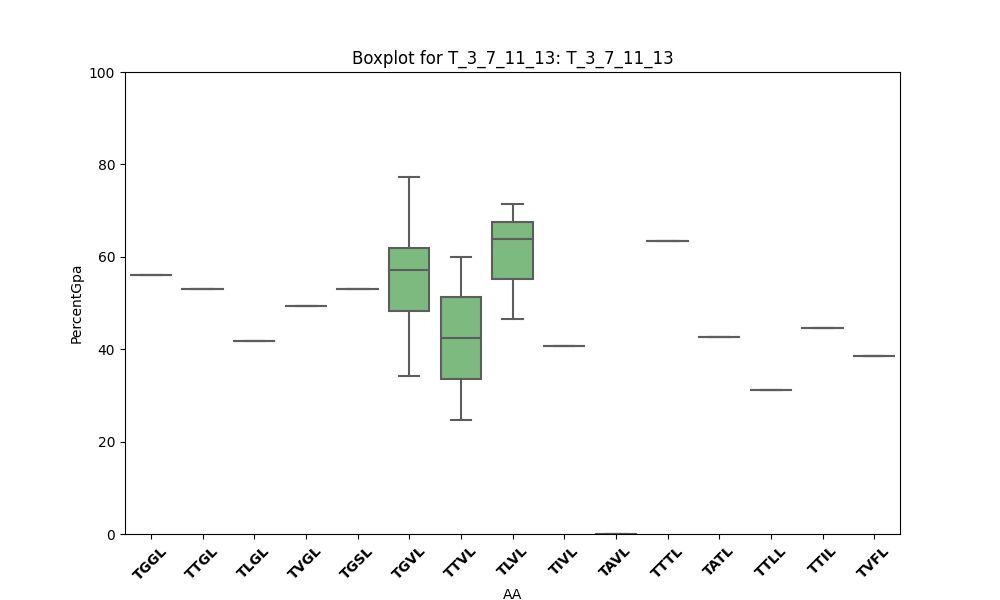 Boxplot for T_3_7_11_13: T_3_7_11_13
100
80
60
40
20
0
PercentGpa
TGGL TTGL TLGL TVGL TGSL TGVL TTVL TLVL TIVL TAVL TTTL TATL TTLL TTIL TVFL
AA